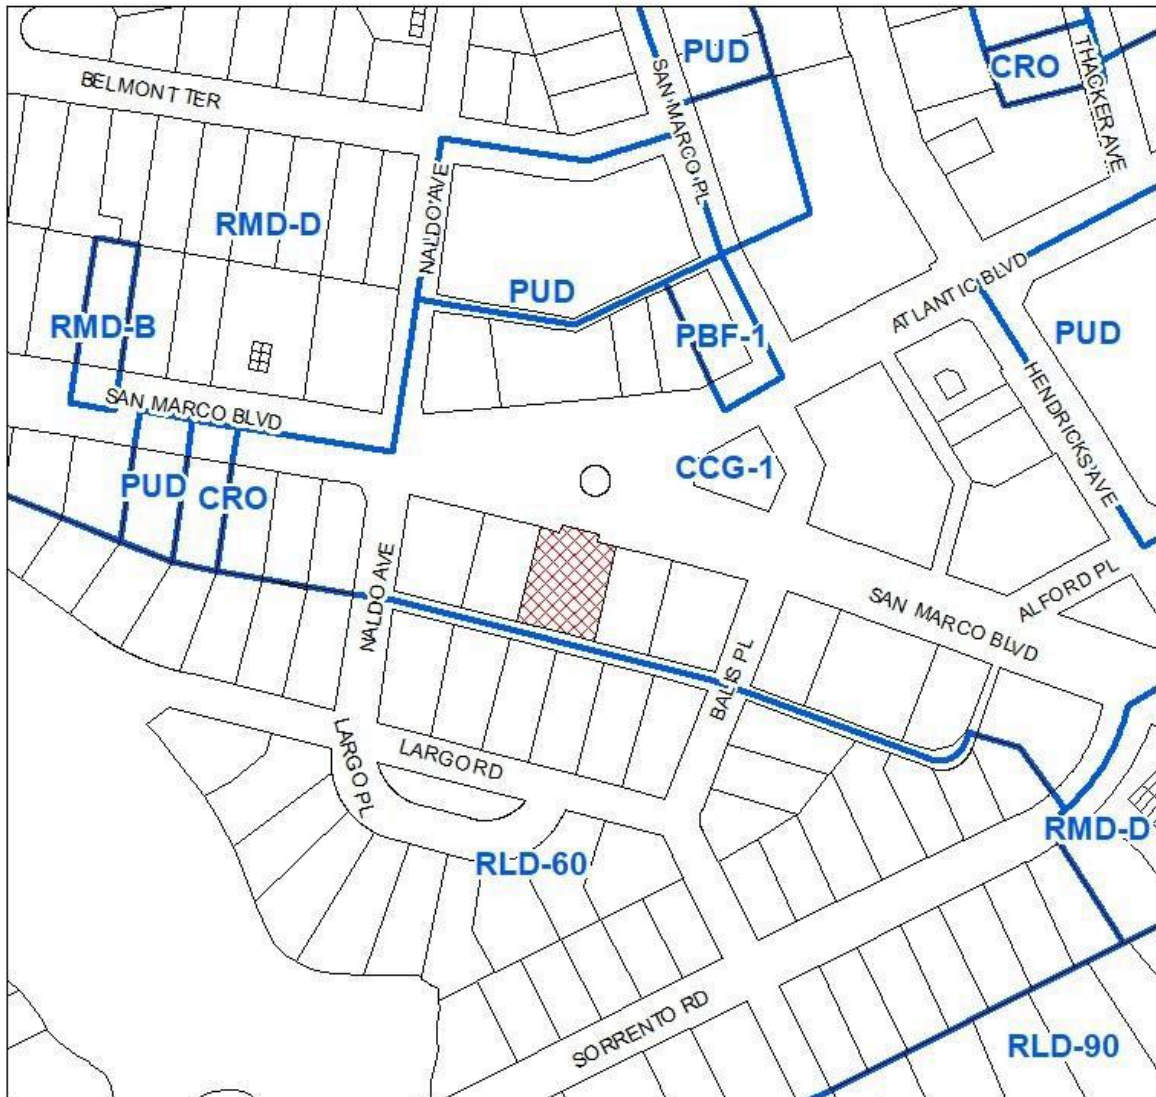 PUD
CRO
THACKER AVE
BELMONT TER
SAN MARCO PL
RMD-D
NALDO AVE
PUD
ATLANTIC BLVD
RMD-B
PBF-1
PUD
SAN MARCO BLVD
HENDRICKS AVE
CCG-1
PUD
CRO
NALDO AVE
ALFORD PL
SAN MARCO BLVD
BALIS PL
LARGO RD
LARGO PL
RMD-D
RLD-60
SORRENTO RD
RLD-90